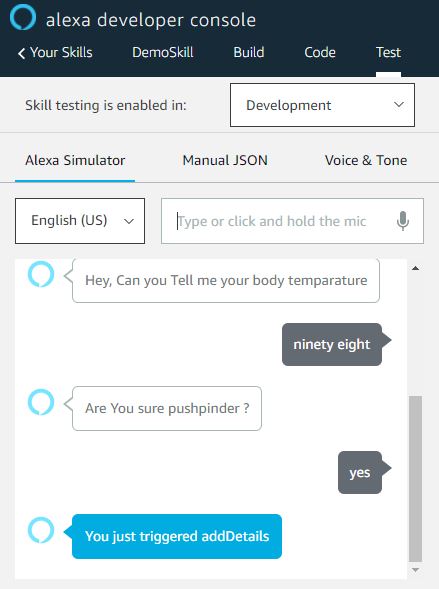 alexa developer console
Your Skills DemoSkill Build Code Test
Skill testing is enabled in: Development
Alexa Simulator Manual JSON Voice & Tone
English (US) Type or click and hold the mic
Hey, Can you Tell me your body temparature
ninety eight
Are You sure pushpinder ?
yes
You just triggered addDetails